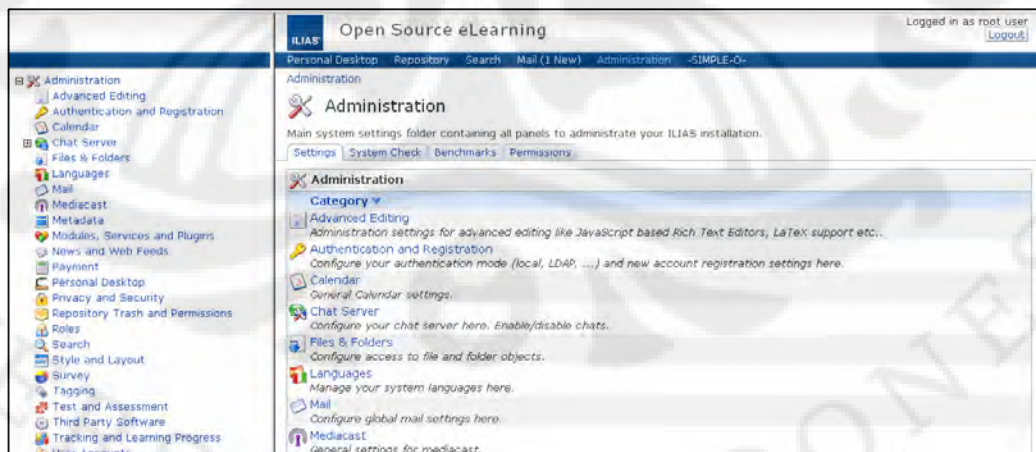 Logged in as root user
Logout
ILIAS
Open Source eLearning
Personal Desktop Repository Search Mail (1 New) Administration -SIMPLE-O-
Administration
Advanced Editing
Authentication and Registration
Calendar
Chat Server
Files & Folders
Languages
Mail
Mediacast
Metadata
Modules, Services and Plugins
News and Web Feeds
Payment
Personal Desktop
Privacy and Security
Repository Trash and Permissions
Roles
Search
Style and Layout
Survey
Tagging
Test and Assessment
Third Party Software
Tracking and Learning Progress
User Accounts
Administration
Administration
Main system settings folder containing all panels to administrate your ILIAS installation.
Settings System Check Benchmarks Permissions
Administration
Category
Advanced Editing
Administration settings for advanced editing like JavaScript based Rich Text Editors, LaTeX support etc..
Authentication and Registration
Configure your authentication mode (local, LDAP, ...) and new account registration settings here.
Calendar
General Calendar settings.
Chat Server
Configure your chat server here. Enable/disable chats.
Files & Folders
Configure access to file and folder objects.
Languages
Manage your system languages here.
Mail
Configure global mail settings here.
Mediacast
General settings for mediacast.